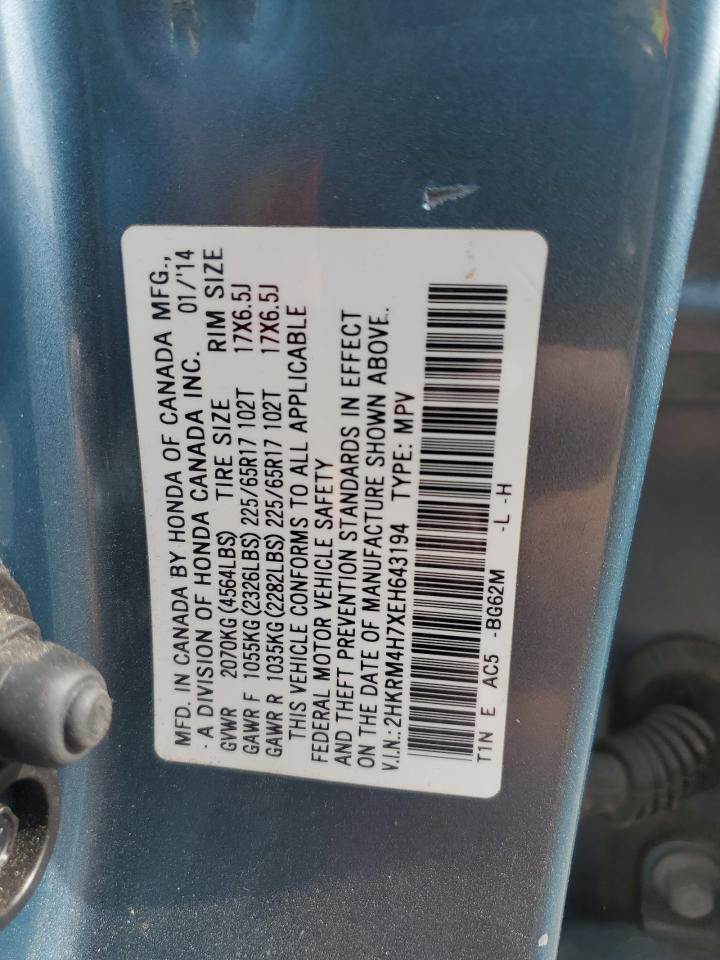 MFD. IN CANADA BY HONDA OF CANADA MFG.,
- A DIVISION OF HONDA CANADA INC. 01/'14
GVWR 2070KG(4564LBS) TIRE SIZE RIM SIZE
GAWR F 1055KG(2326LBS) 225/65R17 102T 17X6.5J
GAWR R 1035KG(2282LBS) 225/65R17 102T 17X6.5J
THIS VEHICLE CONFORMS TO ALL APPLICABLE
FEDERAL MOTOR VEHICLE SAFETY
AND THEFT PREVENTION STANDARDS IN EFFECT
ON THE DATE OF MANUFACTURE SHOWN ABOVE.
V.I.N.:2HKRM4H7XEH643194 TYPE: MPV
T1N E AC5 -BG62M -L -H